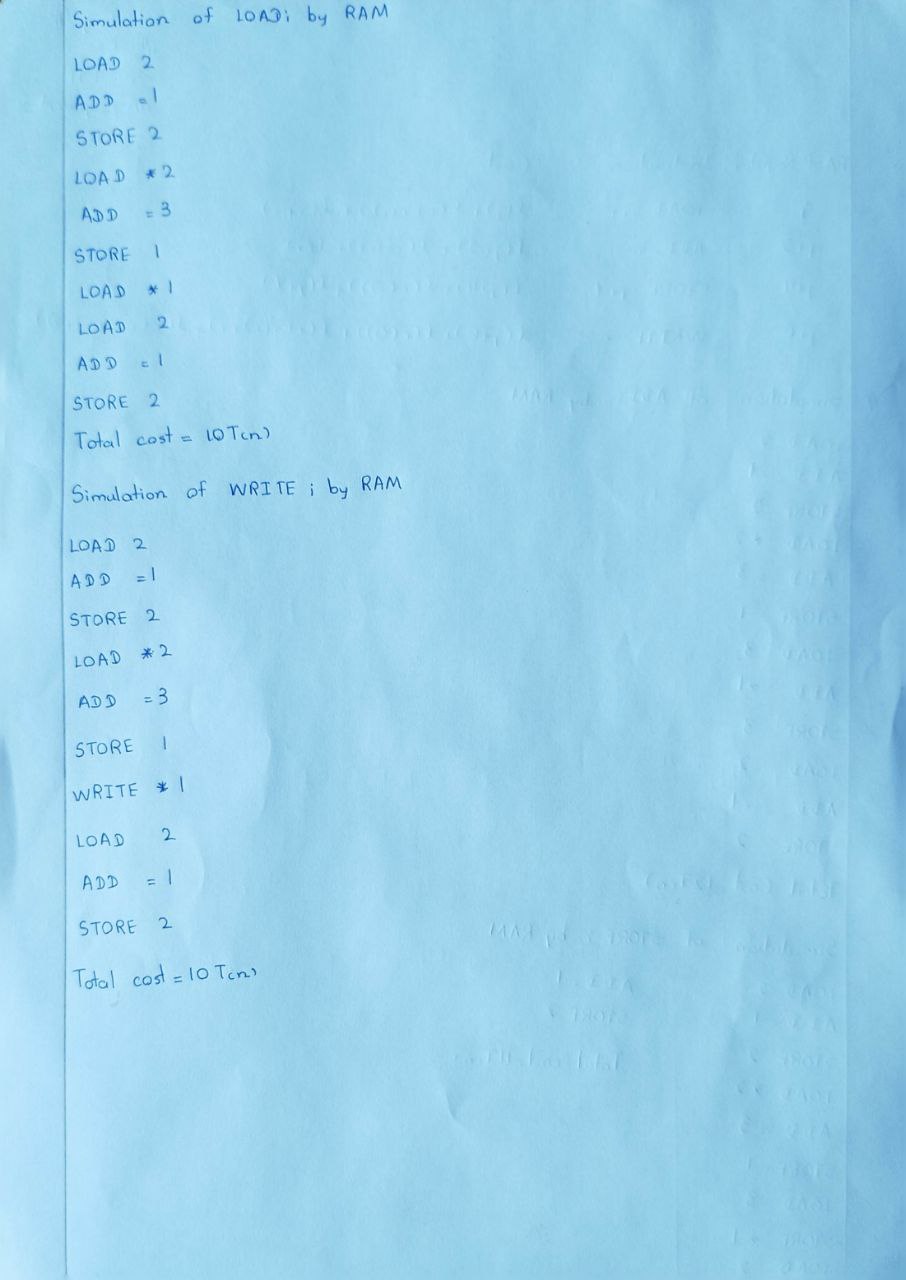 Simulation of LOADi by RAM
LOAD 2
ADD =1
STORE 2
LOAD *2
ADD =3
STORE 1
LOAD *1
LOAD 2
ADD =1
STORE 2
Total cost = 10T(n)
Simulation of WRITE i by RAM
LOAD 2
ADD =1
STORE 2
LOAD *2
ADD =3
STORE 1
WRITE *1
LOAD 2
ADD =1
STORE 2
Total cost = 10T(n)